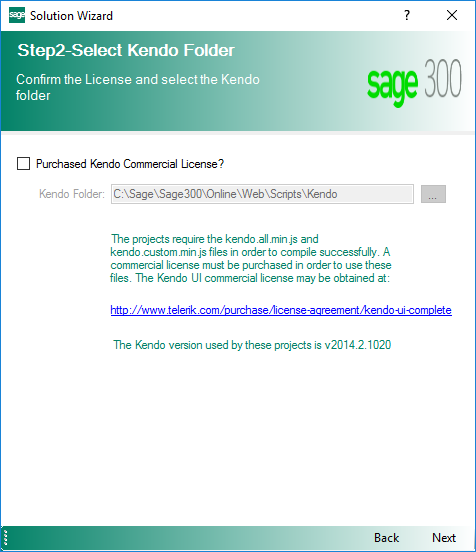 sage Solution Wizard ? X
Step2-Select Kendo Folder
Confirm the License and select the Kendo
folder
sage 300
Purchased Kendo Commercial License?
Kendo Folder: C:\Sage\Sage300\Online\Web\Scripts\Kendo ...
The projects require the kendo.all.min.js and
kendo.custom.min.js files in order to compile successfully. A
commercial license must be purchased in order to use these
files. The Kendo UI commercial license may be obtained at:
http://www.telerik.com/purchase/license-agreement/kendo-ui-complete
The Kendo version used by these projects is v2014.2.1020
Back Next